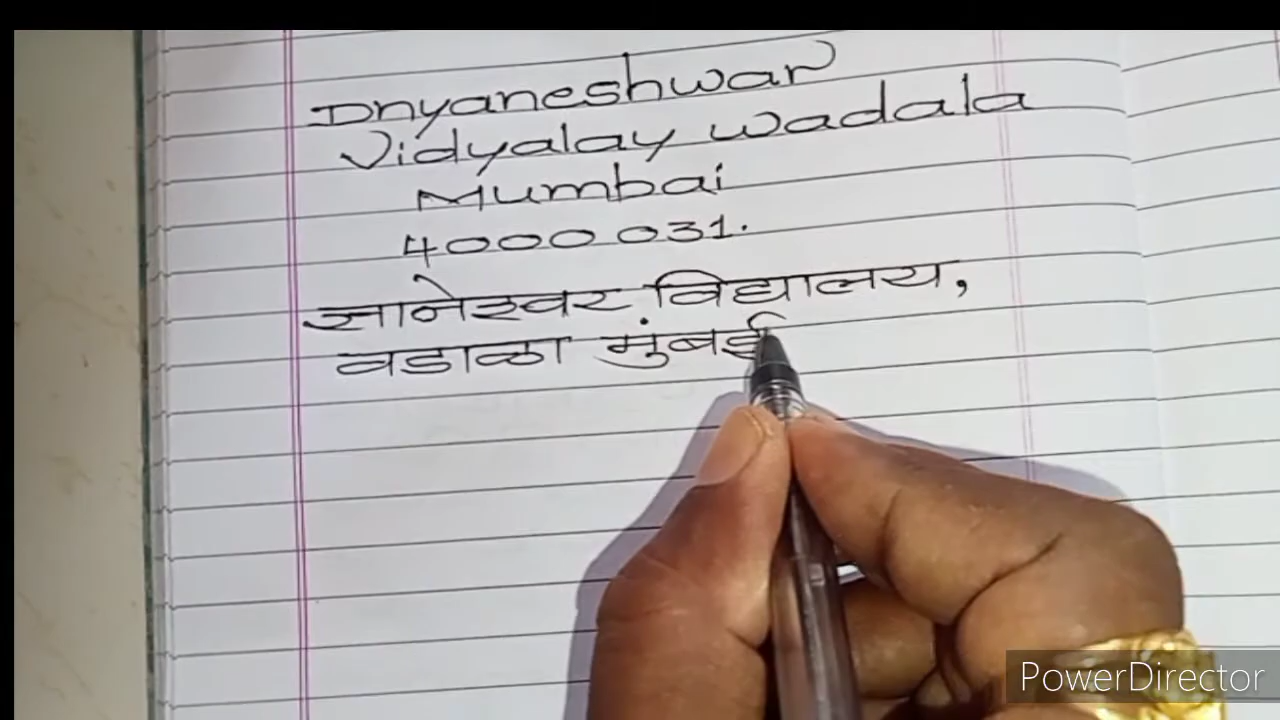 Dnyaneshwar
Vidyalay Wadala
Mumbai
4000 031.
ज्ञानेश्वर विद्यालय,
वडाळा मुंबई
PowerDirector